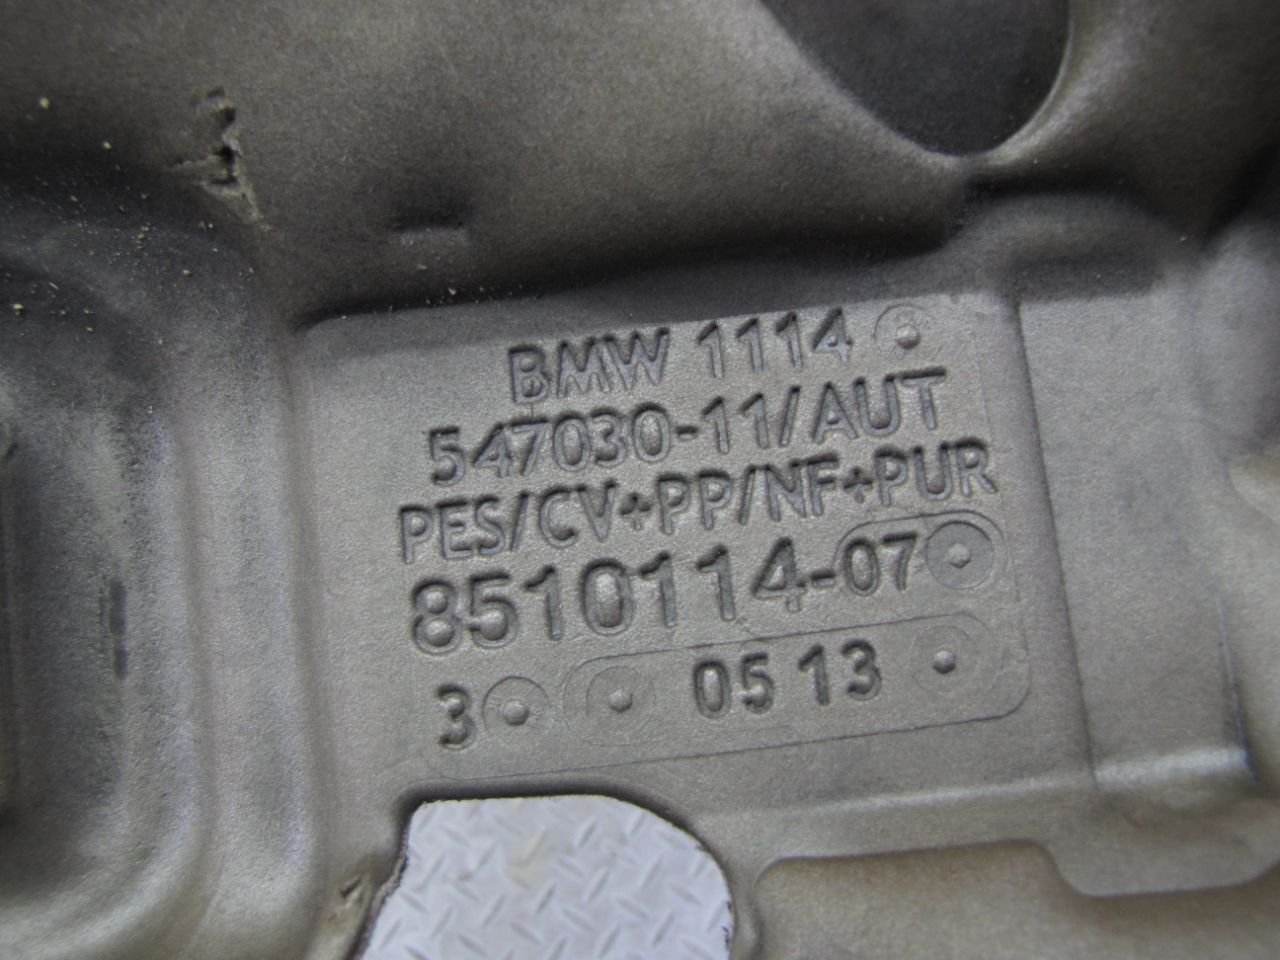 BMW 1114
547030-11/AUT
PES/CV+PP/NF+PUR
8510114-07
3 05 13